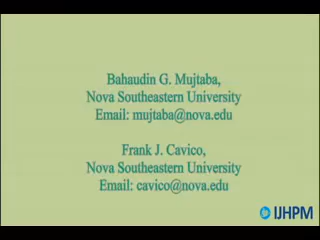 Bahaudin G. Mujtaba,
Nova Southeastern University
Email: mujtaba@nova.edu
Frank J. Cavico,
Nova Southeastern University
Email: cavico@nova.edu
IJHPM